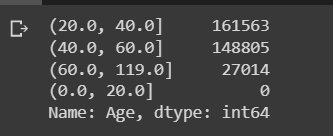 (20.0, 40.0]     161563
(40.0, 60.0]     148805
(60.0, 119.0]     27014
(0.0, 20.0]           0
Name: Age, dtype: int64